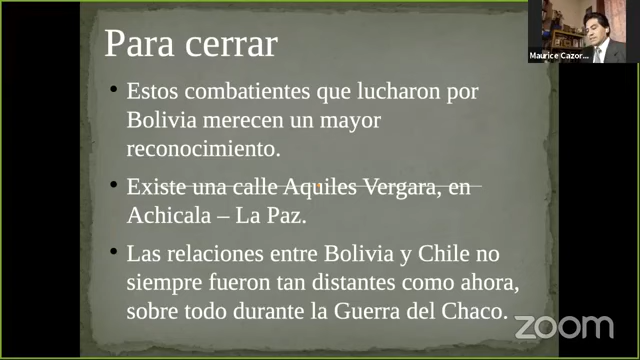 Para cerrar
Maurice Cazor...
• Estos combatientes que lucharon por
Bolivia merecen un mayor
reconocimiento.
• Existe una calle Aquiles Vergara, en
Achicala – La Paz.
• Las relaciones entre Bolivia y Chile no
siempre fueron tan distantes como ahora,
sobre todo durante la Guerra del Chaco.
zoom